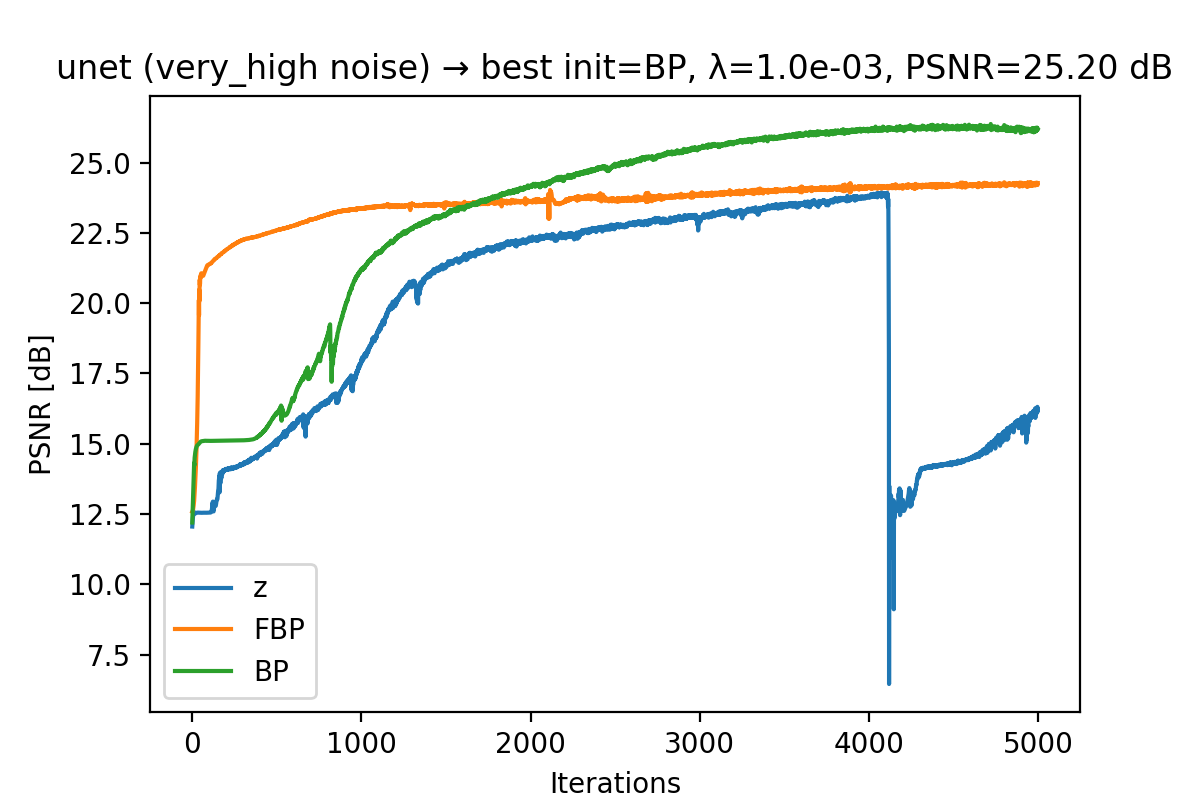 unet (very_high noise) → best init=BP, λ=1.0e-03, PSNR=25.20 dB
PSNR [dB]
25.0
22.5
20.0
17.5
15.0
12.5
10.0
7.5
z
FBP
BP
0 1000 2000 3000 4000 5000
Iterations